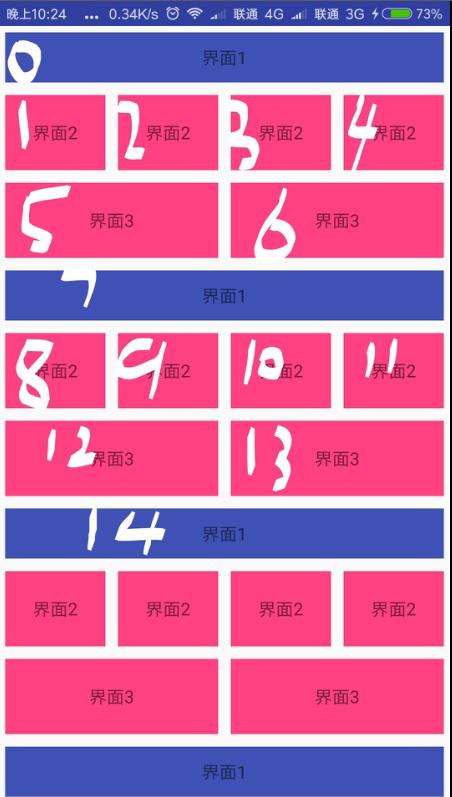 晚上10:24 ... 0.34K/s 联通 4G 联通 3G 73%
0 界面1
1 界面2 2 界面2 3 界面2 4 界面2
5 界面3 6 界面3
7 界面1
8 界面2 9 界面2 10 界面2 11 界面2
12 界面3 13 界面3
14 界面1
界面2 界面2 界面2 界面2
界面3 界面3
界面1